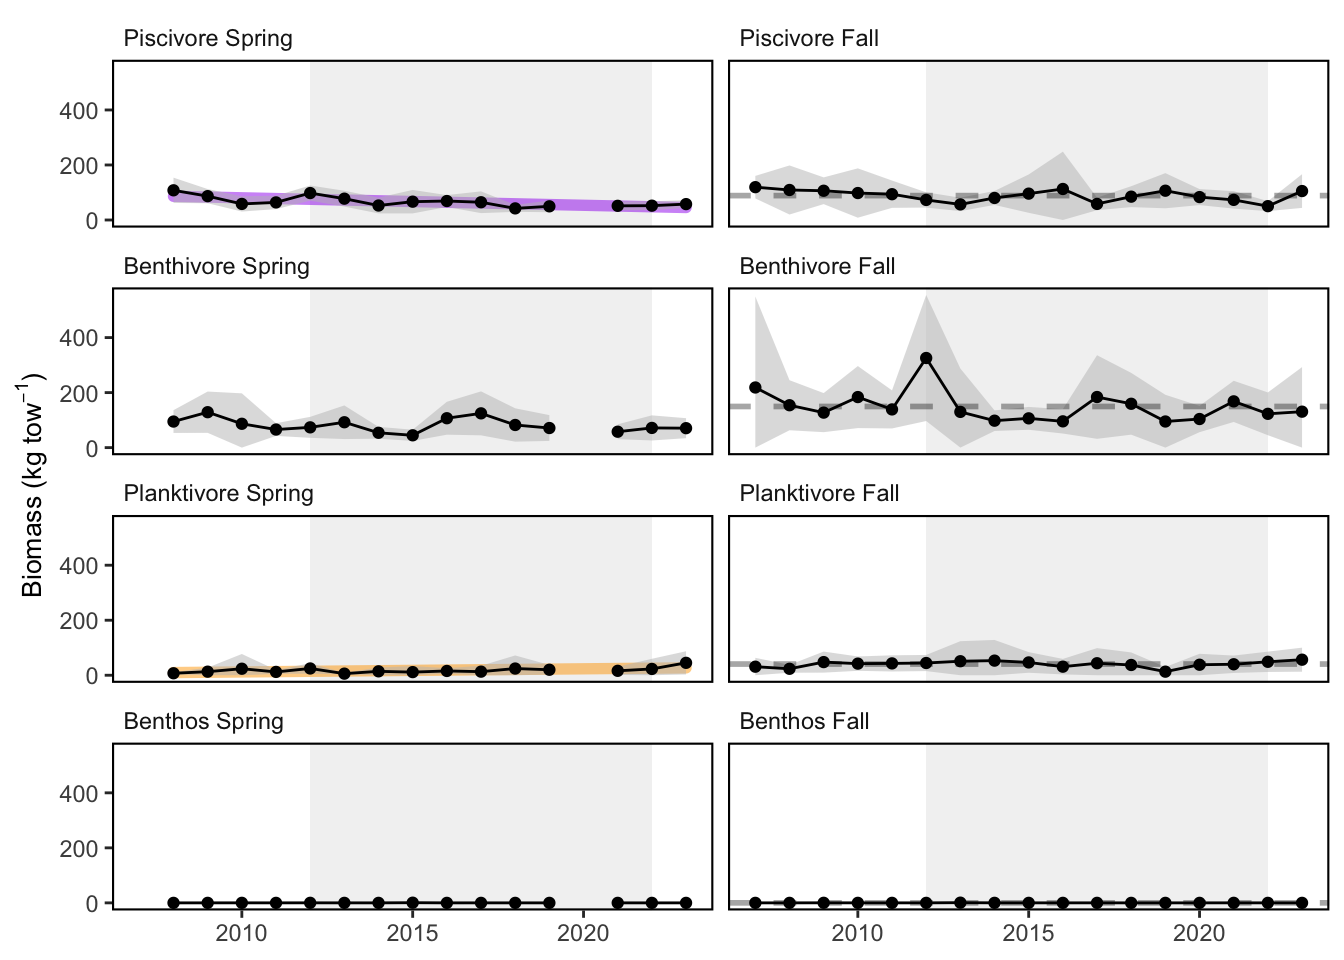 Piscivore Spring
Piscivore Fall
400
200
0
Benthivore Spring
Benthivore Fall
400
200
0
Planktivore Spring
Planktivore Fall
400
200
0
Benthos Spring
Benthos Fall
400
200
0
2010 2015 2020
2010 2015 2020
Biomass (kg tow⁻¹)